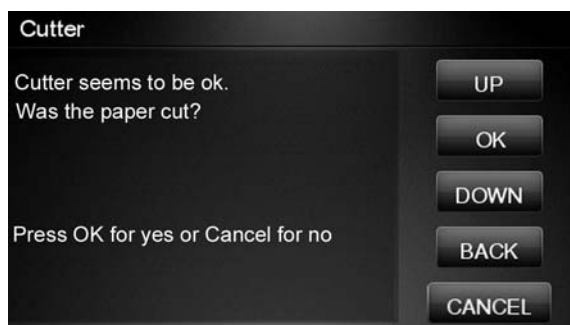 Cutter
Cutter seems to be ok.
Was the paper cut?
Press OK for yes or Cancel for no
UP
OK
DOWN
BACK
CANCEL